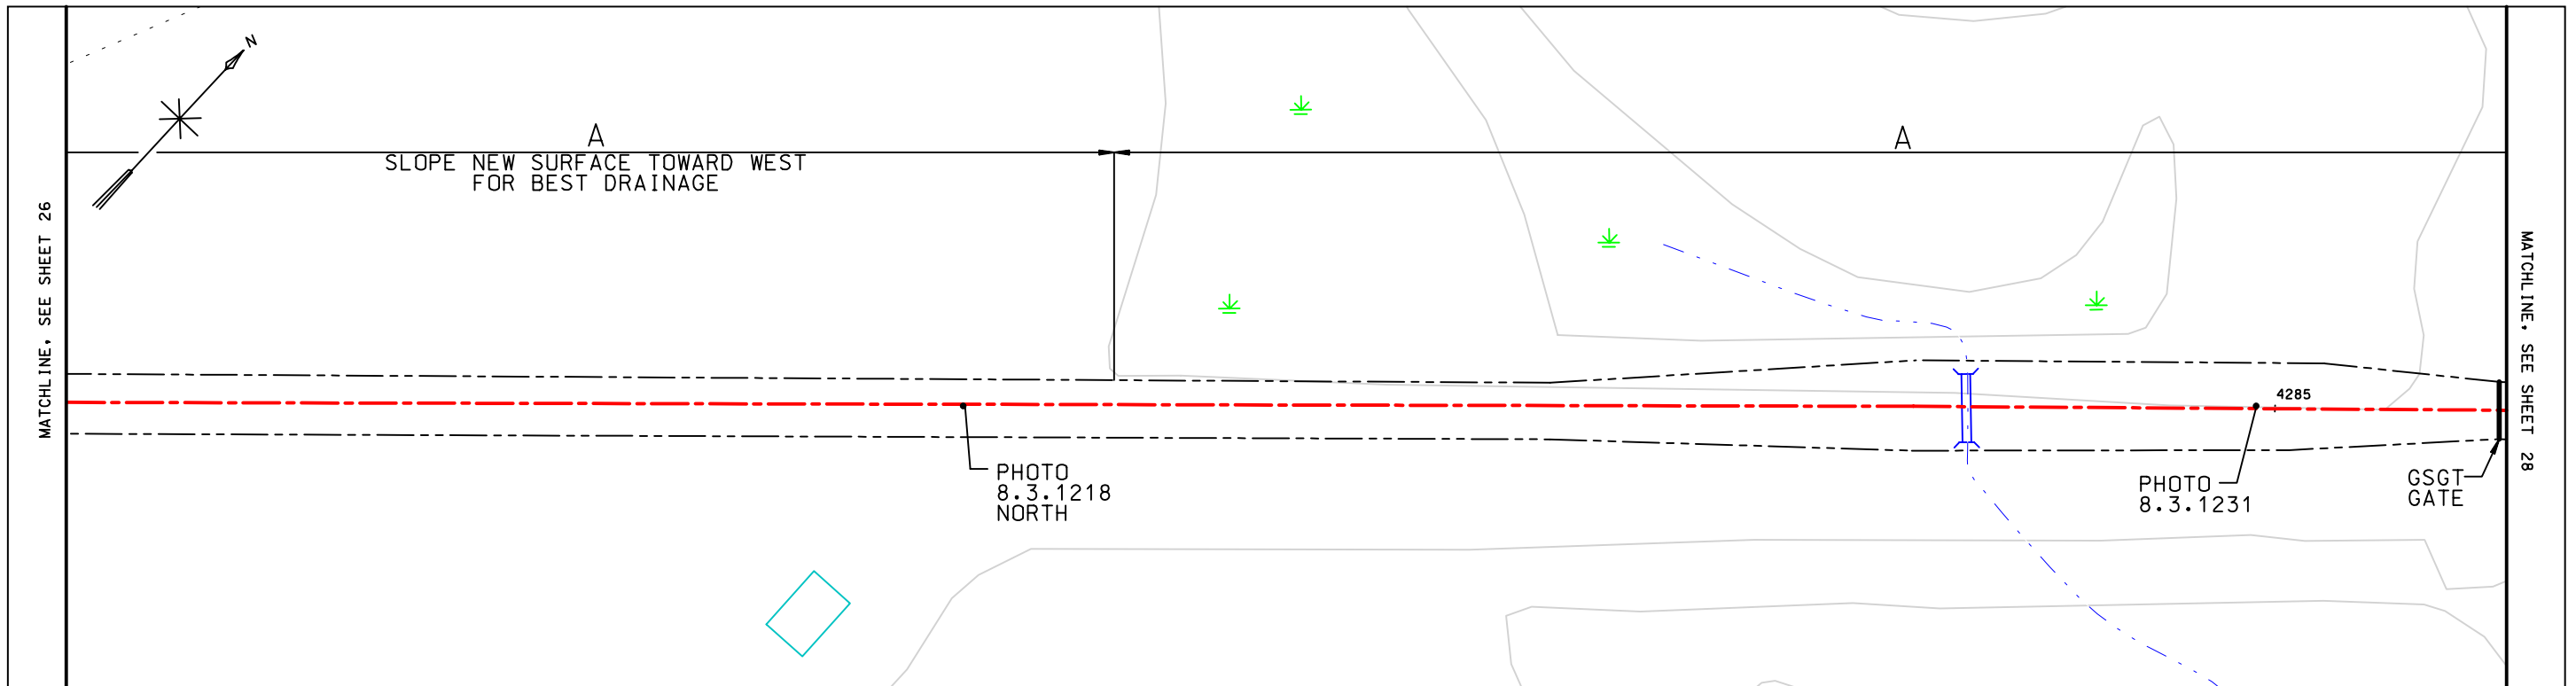 N
A
SLOPE NEW SURFACE TOWARD WEST
FOR BEST DRAINAGE
A
MATCHLINE, SEE SHEET 26
MATCHLINE, SEE SHEET 28
4285
PHOTO
8.3.1218
NORTH
PHOTO
8.3.1231
GSGT
GATE